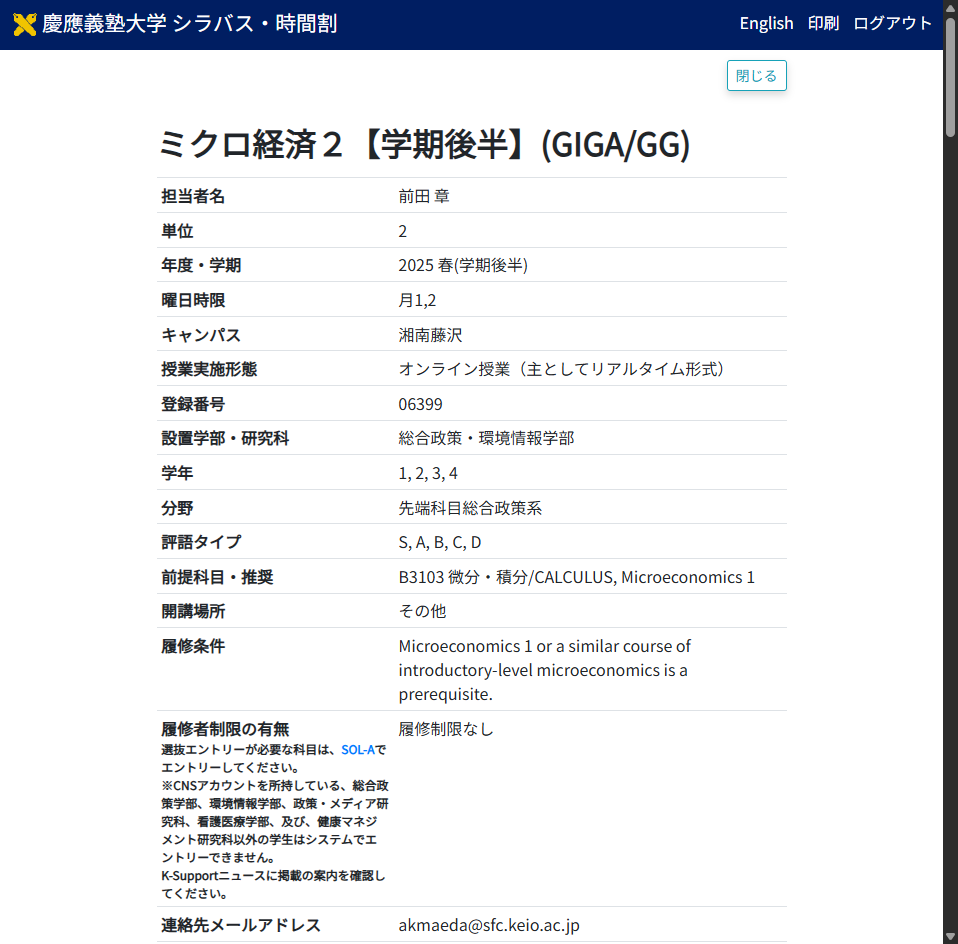 慶應義塾大学 シラバス・時間割
English 印刷 ログアウト
閉じる
ミクロ経済２【学期後半】(GIGA/GG)
担当者名 前田 章
単位 2
年度・学期 2025 春(学期後半)
曜日時限 月1,2
キャンパス 湘南藤沢
授業実施形態 オンライン授業（主としてリアルタイム形式）
登録番号 06399
設置学部・研究科 総合政策・環境情報学部
学年 1, 2, 3, 4
分野 先端科目総合政策系
評語タイプ S, A, B, C, D
前提科目・推奨 B3103 微分・積分/CALCULUS, Microeconomics 1
開講場所 その他
履修条件 Microeconomics 1 or a similar course of
introductory-level microeconomics is a
prerequisite.
履修者制限の有無 履修制限なし
選抜エントリーが必要な科目は、SOL-Aで
エントリーしてください。
※CNSアカウントを所持している、総合政
策学部、環境情報学部、政策・メディア研
究科、看護医療学部、及び、健康マネジ
メント研究科以外の学生はシステムでエ
ントリーできません。
K-Supportニュースに掲載の案内を確認し
てください。
連絡先メールアドレス akmaeda@sfc.keio.ac.jp